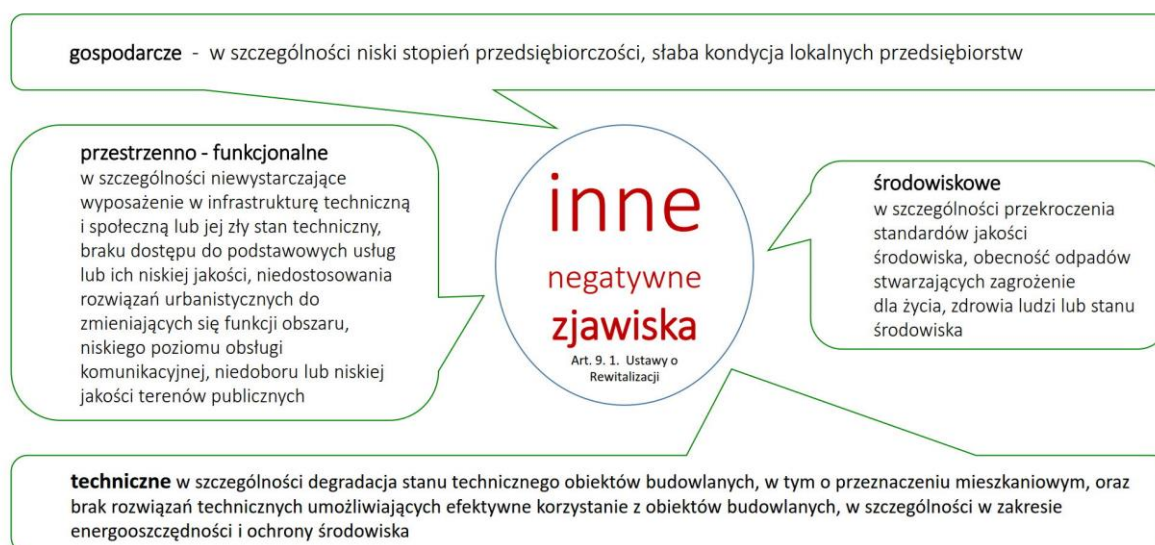 gospodarcze - w szczególności niski stopień przedsiębiorczości, słaba kondycja lokalnych przedsiębiorstw
przestrzenno - funkcjonalne
w szczególności niewystarczające
wyposażenie w infrastrukturę techniczną
i społeczną lub jej zły stan techniczny,
braku dostępu do podstawowych usług
lub ich niskiej jakości, niedostosowania
rozwiązań urbanistycznych do
zmieniających się funkcji obszaru,
niskiego poziomu obsługi
komunikacyjnej, niedoboru lub niskiej
jakości terenów publicznych
inne
negatywne
zjawiska
Art. 9. 1. Ustawy o
Rewitalizacji
środowiskowe
w szczególności przekroczenia
standardów jakości
środowiska, obecność odpadów
stwarzających zagrożenie
dla życia, zdrowia ludzi lub stanu
środowiska
techniczne w szczególności degradacja stanu technicznego obiektów budowlanych, w tym o przeznaczeniu mieszkaniowym, oraz
brak rozwiązań technicznych umożliwiających efektywne korzystanie z obiektów budowlanych, w szczególności w zakresie
energooszczędności i ochrony środowiska